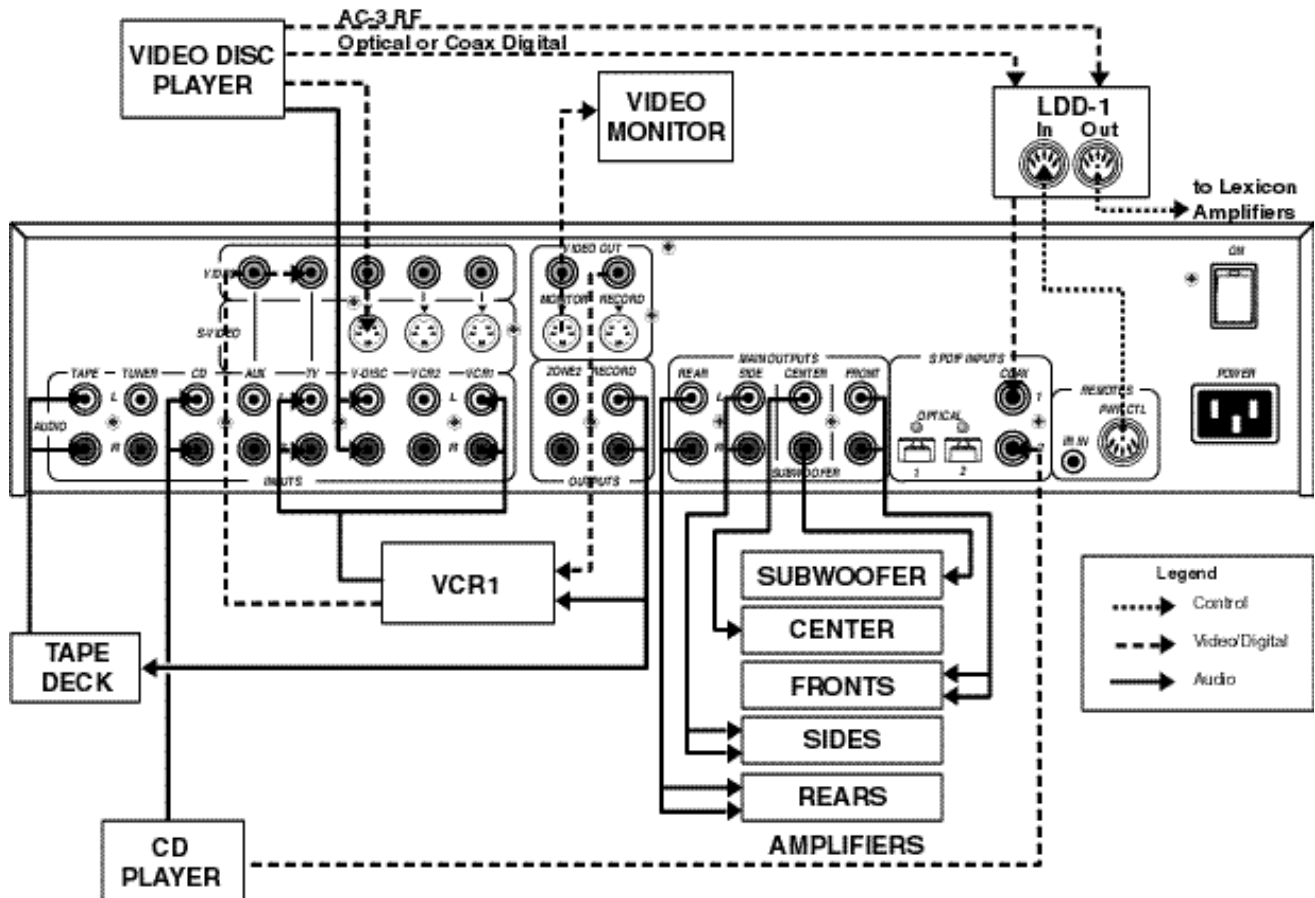 AC-3 RF
Optical or Coax Digital
VIDEO DISC
PLAYER
VIDEO
MONITOR
LDD-1
In Out
to Lexicon
Amplifiers
VIDEO OUT
ON
MONITOR RECORD
S-VIDEO
TAPE TUNER CD AUX TV V-DISC VCR2 VCR1
ZONE2 RECORD
MAIN OUTPUTS
REAR SIDE CENTER FRONT
S PDIF INPUTS
COAX
REMOTES
POWER
L L L 1
PWR CTL
AUDIO
OPTICAL
IR IN
R R R 2
1 2
SUBWOOFER
INPUTS
OUTPUTS
VCR1
SUBWOOFER
CENTER
FRONTS
SIDES
REARS
AMPLIFIERS
TAPE
DECK
CD
PLAYER
Legend
Control
Video/Digital
Audio